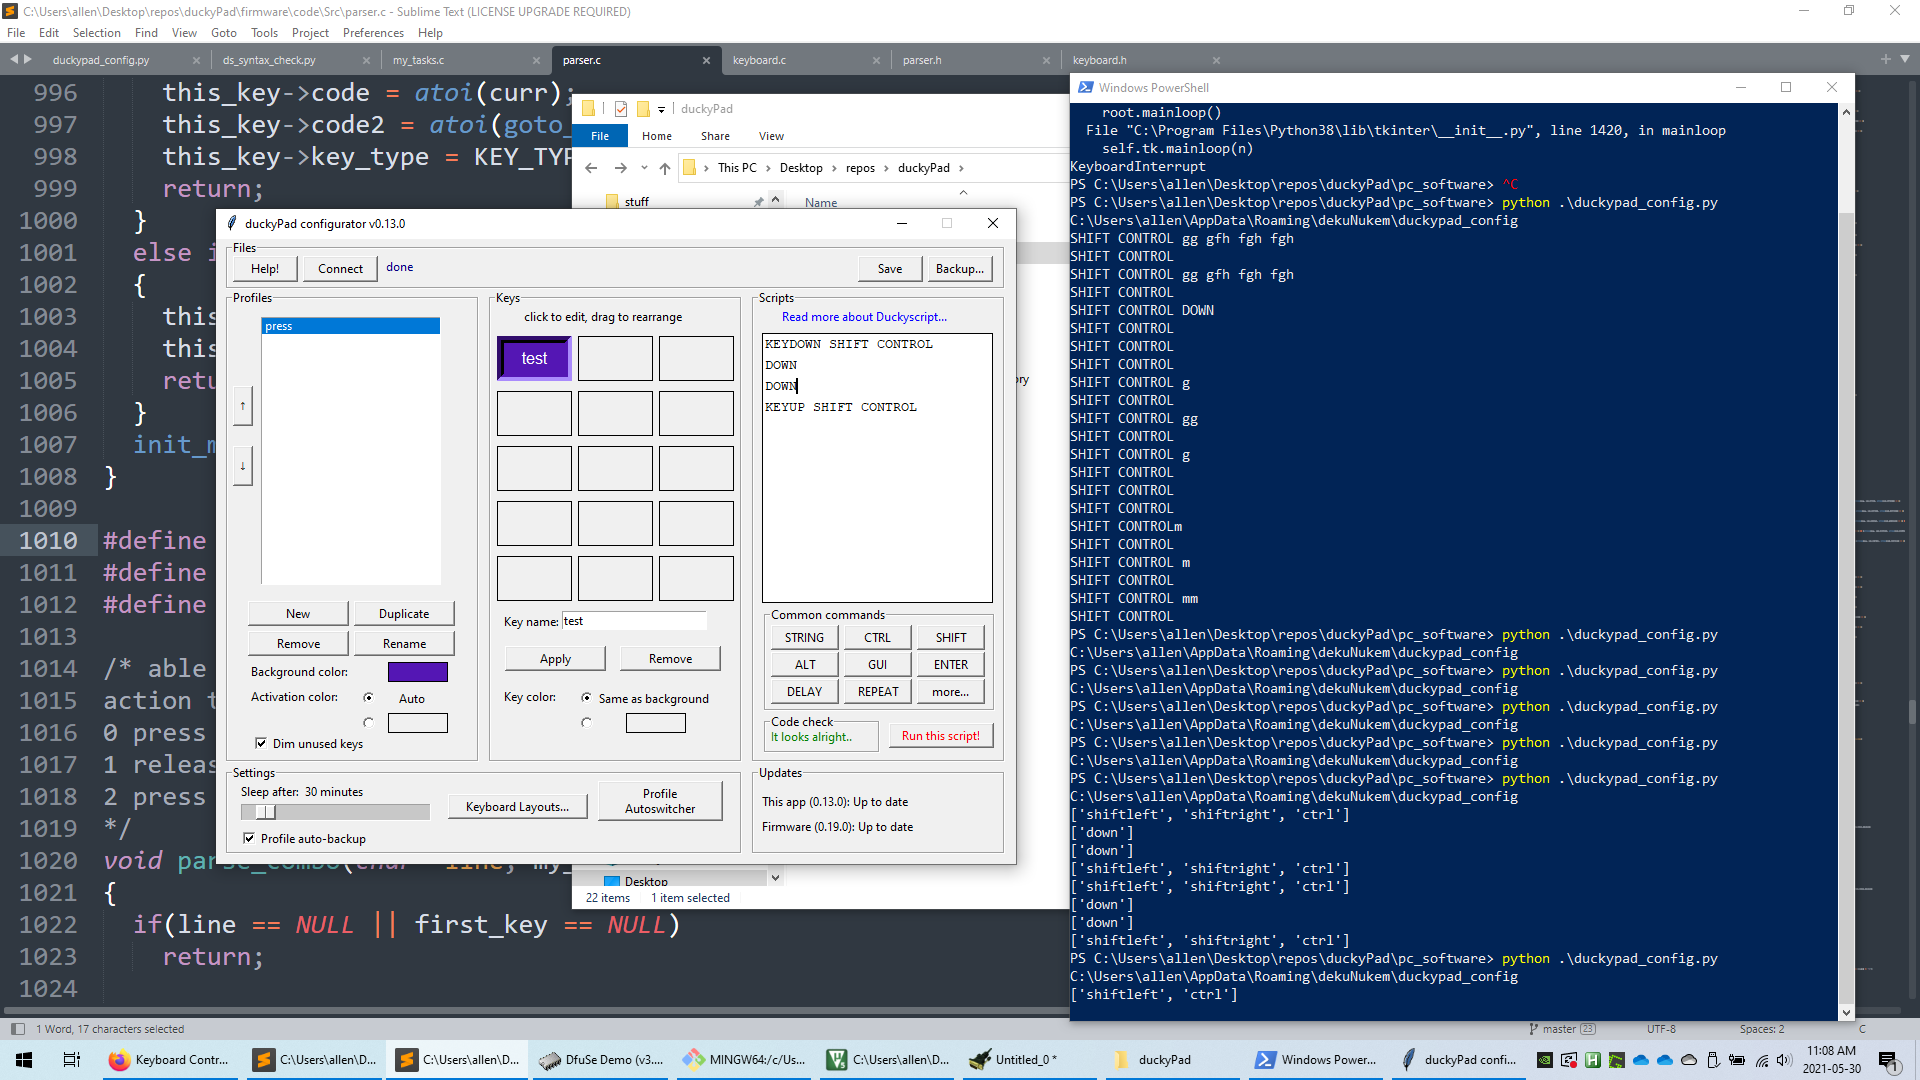 C:\Users\allen\Desktop\repos\duckyPad\firmware\code\Src\parser.c - Sublime Text (LICENSE UPGRADE REQUIRED)
File Edit Selection Find View Goto Tools Project Preferences Help
duckypad_config.py ds_syntax_check.py my_tasks.c parser.c keyboard.c parser.h keyboard.h
996 this_key->code = atoi(curr);
997 this_key->code2 = atoi(goto_
998 this_key->key_type = KEY_TYP
999 return;
1000 }
1001 else i
1002 {
1003 this
1004 this
1005 retu
1006 }
1007 init_m
1008 }
1009
1010 #define
1011 #define
1012 #define
1013
1014 /* able
1015 action t
1016 0 press
1017 1 releas
1018 2 press
1019 */
1020 void parse_combo(char line, my_
1021 {
1022 if(line == NULL || first_key == NULL)
1023 return;
1024
1 Word, 17 characters selected
master 23 UTF-8 Spaces: 2 C
duckyPad
File Home Share View
This PC Desktop repos duckyPad
stuff
Name
ory
Desktop
22 items 1 item selected
duckyPad configurator v0.13.0
Files
Help! Connect done Save Backup...
Profiles
press
↑
↓
New Duplicate
Remove Rename
Background color:
Activation color: Auto
Dim unused keys
Keys
click to edit, drag to rearrange
test
Key name: test
Apply Remove
Key color: Same as background
Scripts
Read more about Duckyscript...
KEYDOWN SHIFT CONTROL
DOWN
DOWN
KEYUP SHIFT CONTROL
Common commands
STRING CTRL SHIFT
ALT GUI ENTER
DELAY REPEAT more...
Code check
It looks alright..
Run this script!
Settings
Sleep after: 30 minutes
Keyboard Layouts...
Profile Autoswitcher
Profile auto-backup
Updates
This app (0.13.0): Up to date
Firmware (0.19.0): Up to date
Windows PowerShell
root.mainloop()
File "C:\Program Files\Python38\lib\tkinter\__init__.py", line 1420, in mainloop
self.tk.mainloop(n)
KeyboardInterrupt
PS C:\Users\allen\Desktop\repos\duckyPad\pc_software> ^C
PS C:\Users\allen\Desktop\repos\duckyPad\pc_software> python .\duckypad_config.py
C:\Users\allen\AppData\Roaming\dekuNukem\duckypad_config
SHIFT CONTROL gg gfh fgh fgh
SHIFT CONTROL
SHIFT CONTROL gg gfh fgh fgh
SHIFT CONTROL
SHIFT CONTROL DOWN
SHIFT CONTROL
SHIFT CONTROL
SHIFT CONTROL
SHIFT CONTROL g
SHIFT CONTROL
SHIFT CONTROL gg
SHIFT CONTROL
SHIFT CONTROL g
SHIFT CONTROL
SHIFT CONTROL
SHIFT CONTROL
SHIFT CONTROLm
SHIFT CONTROL
SHIFT CONTROL m
SHIFT CONTROL
SHIFT CONTROL mm
SHIFT CONTROL
PS C:\Users\allen\Desktop\repos\duckyPad\pc_software> python .\duckypad_config.py
C:\Users\allen\AppData\Roaming\dekuNukem\duckypad_config
PS C:\Users\allen\Desktop\repos\duckyPad\pc_software> python .\duckypad_config.py
C:\Users\allen\AppData\Roaming\dekuNukem\duckypad_config
PS C:\Users\allen\Desktop\repos\duckyPad\pc_software> python .\duckypad_config.py
C:\Users\allen\AppData\Roaming\dekuNukem\duckypad_config
PS C:\Users\allen\Desktop\repos\duckyPad\pc_software> python .\duckypad_config.py
C:\Users\allen\AppData\Roaming\dekuNukem\duckypad_config
PS C:\Users\allen\Desktop\repos\duckyPad\pc_software> python .\duckypad_config.py
C:\Users\allen\AppData\Roaming\dekuNukem\duckypad_config
['shiftleft', 'shiftright', 'ctrl']
['down']
['down']
['shiftleft', 'shiftright', 'ctrl']
['shiftleft', 'shiftright', 'ctrl']
['down']
['down']
['shiftleft', 'shiftright', 'ctrl']
PS C:\Users\allen\Desktop\repos\duckyPad\pc_software> python .\duckypad_config.py
C:\Users\allen\AppData\Roaming\dekuNukem\duckypad_config
['shiftleft', 'ctrl']
Keyboard Contr... C:\Users\allen\D... C:\Users\allen\D... DfuSe Demo (v3.... MINGW64:/c/Us... C:\Users\allen\D... Untitled_0 * duckyPad Windows Power... duckyPad confi...
11:08 AM
2021-05-30
1